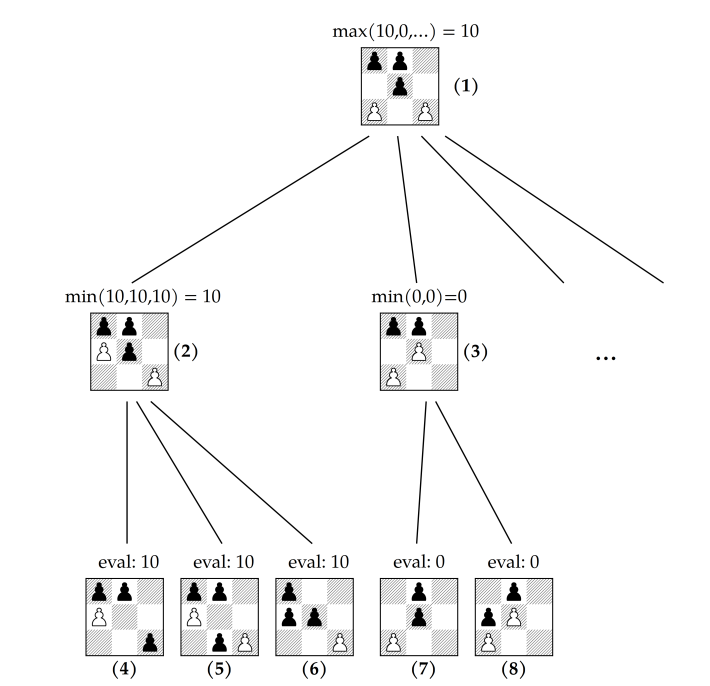 max(10,0,...) = 10
(1)
min(10,10,10) = 10
min(0,0)=0
(2)
(3)
...
eval: 10
eval: 10
eval: 10
eval: 0
eval: 0
(4)
(5)
(6)
(7)
(8)